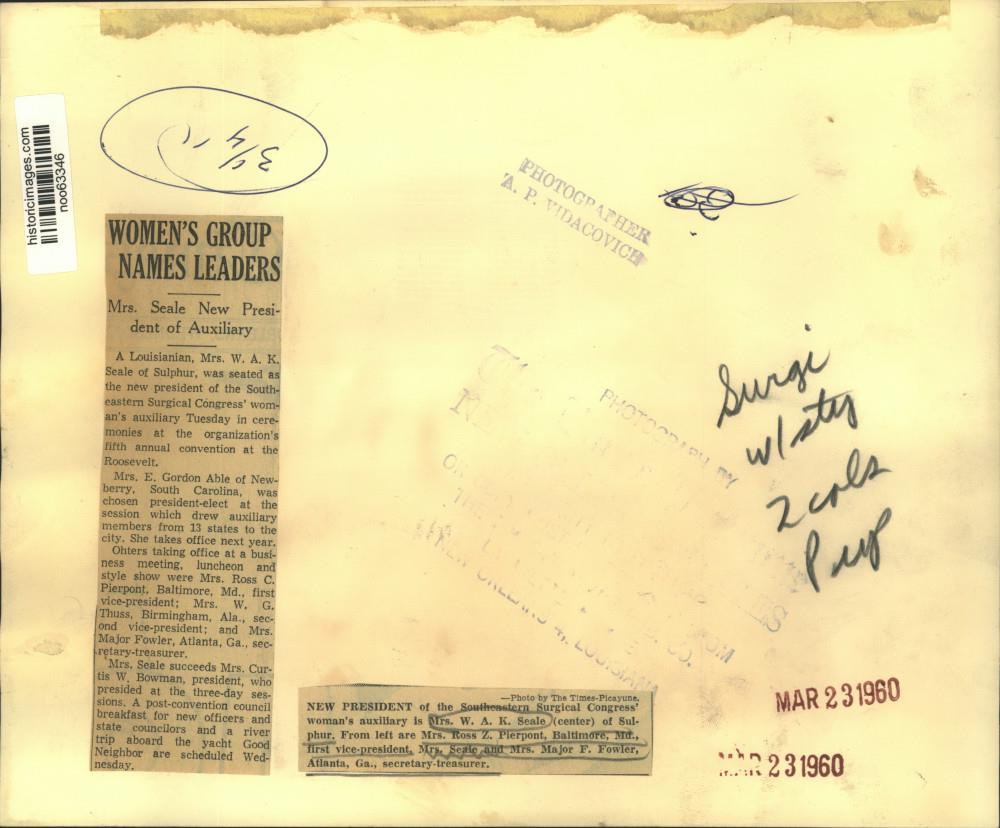 historicimages.com
noo63346
3/4
PHOTOGRAPHER
A. P. VIDACOVICH
WOMEN'S GROUP
NAMES LEADERS
Mrs. Seale New Presi-
dent of Auxiliary
A Louisianian, Mrs. W. A. K.
Seale of Sulphur, was seated as
the new president of the South-
eastern Surgical Congress' wom-
an's auxiliary Tuesday in cere-
monies at the organization's
fifth annual convention at the
Roosevelt.
Mrs. E. Gordon Able of New-
berry, South Carolina, was
chosen president-elect at the
session which drew auxiliary
members from 13 states to the
city. She takes office next year.
Ohters taking office at a busi-
ness meeting, luncheon and
style show were Mrs. Ross C.
Pierpont, Baltimore, Md., first
vice-president; Mrs. W. G.
Thuss, Birmingham, Ala., sec-
ond vice-president; and Mrs.
Major Fowler, Atlanta, Ga., sec-
retary-treasurer.
Mrs. Seale succeeds Mrs. Cur-
tis W. Bowman, president, who
presided at the three-day ses-
sions. A post-convention council
breakfast for new officers and
state councilors and a river
trip aboard the yacht Good
Neighbor are scheduled Wed-
nesday.
PHOTOGRAPH BY
NEW ORLEANS, LOUISIANA
Surgi
w/ sty
2 cols
—Photo by The Times-Picayune.
NEW PRESIDENT of the Southeastern Surgical Congress'
woman's auxiliary is Mrs. W. A. K. Seale (center) of Sul-
phur. From left are Mrs. Ross Z. Pierpont, Baltimore, Md.,
first vice-president, Mrs. Seale and Mrs. Major F. Fowler,
Atlanta, Ga., secretary-treasurer.
MAR 23 1960
MAR 23 1960